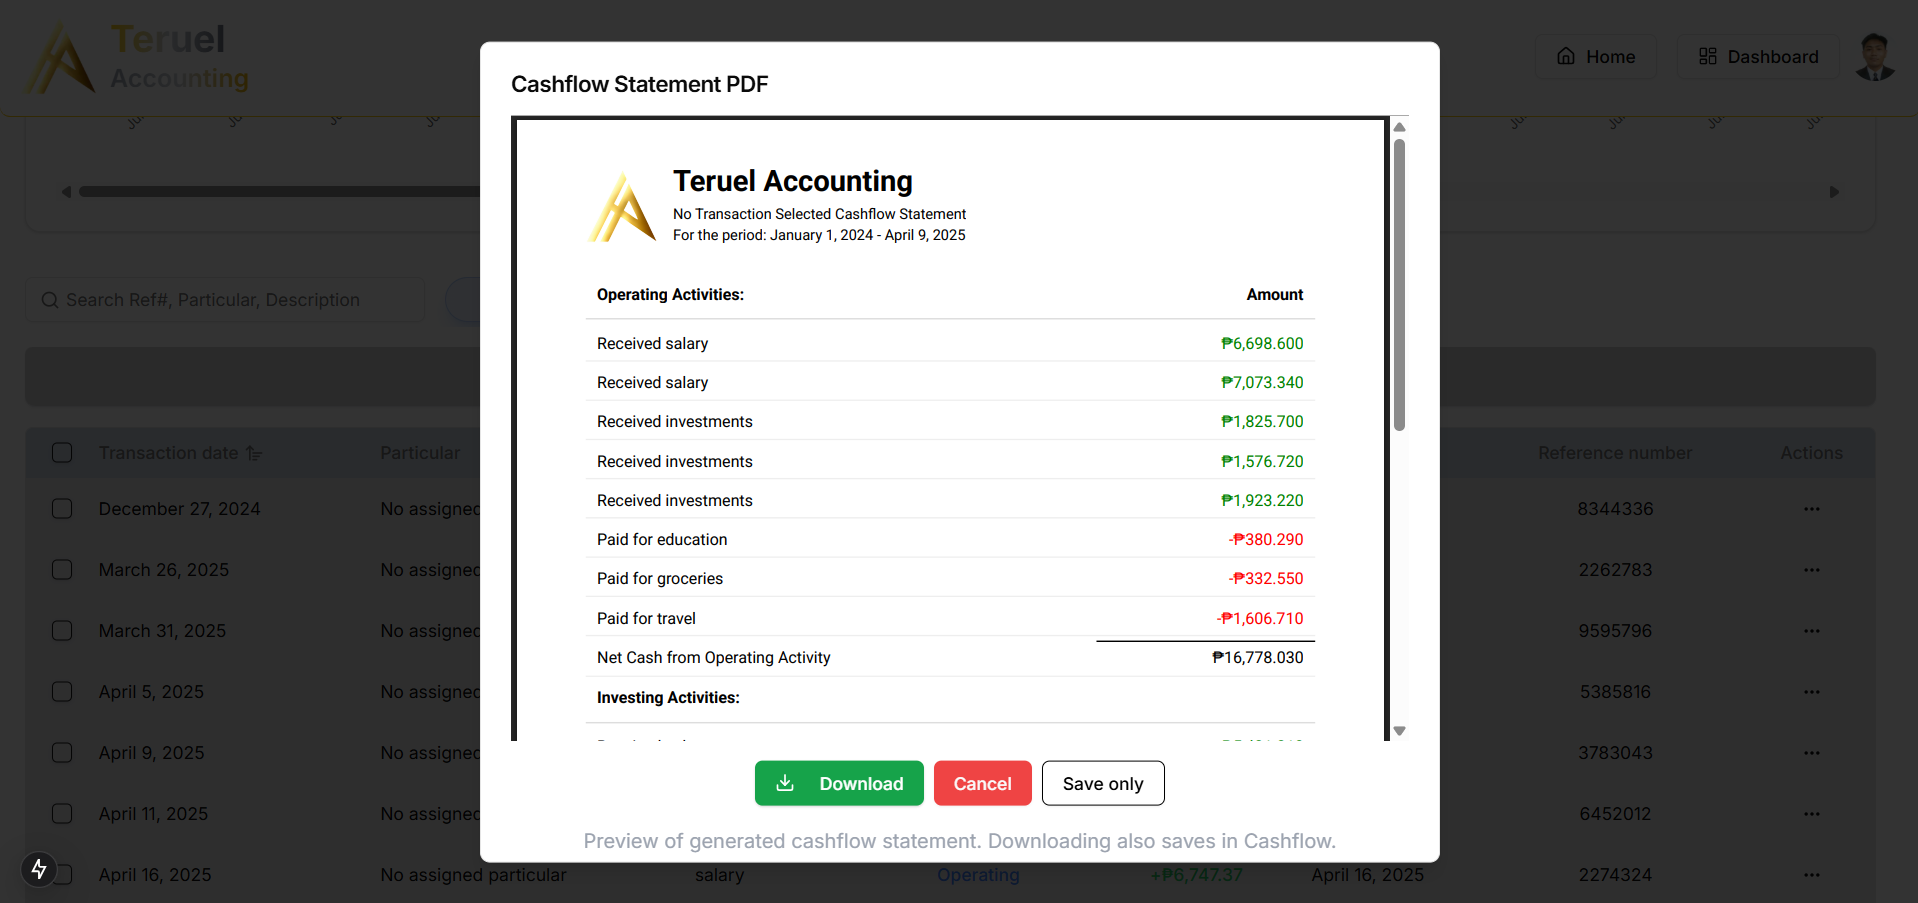 Teruel
Accounting
Home
Dashboard
Cashflow Statement PDF
Teruel Accounting
No Transaction Selected Cashflow Statement
For the period: January 1, 2024 - April 9, 2025
Operating Activities: Amount
Received salary ₱6,698.600
Received salary ₱7,073.340
Received investments ₱1,825.700
Received investments ₱1,576.720
Received investments ₱1,923.220
Paid for education -₱380.290
Paid for groceries -₱332.550
Paid for travel -₱1,606.710
Net Cash from Operating Activity ₱16,778.030
Investing Activities:
Download
Cancel
Save only
Preview of generated cashflow statement. Downloading also saves in Cashflow.
Search Ref#, Particular, Description
Transaction date Particular Reference number Actions
December 27, 2024 No assigned 8344336
March 26, 2025 No assigned 2262783
March 31, 2025 No assigned 9595796
April 5, 2025 No assigned 5385816
April 9, 2025 No assigned 3783043
April 11, 2025 No assigned 6452012
April 16, 2025 No assigned particular salary Operating +₱6,747.37 April 16, 2025 2274324